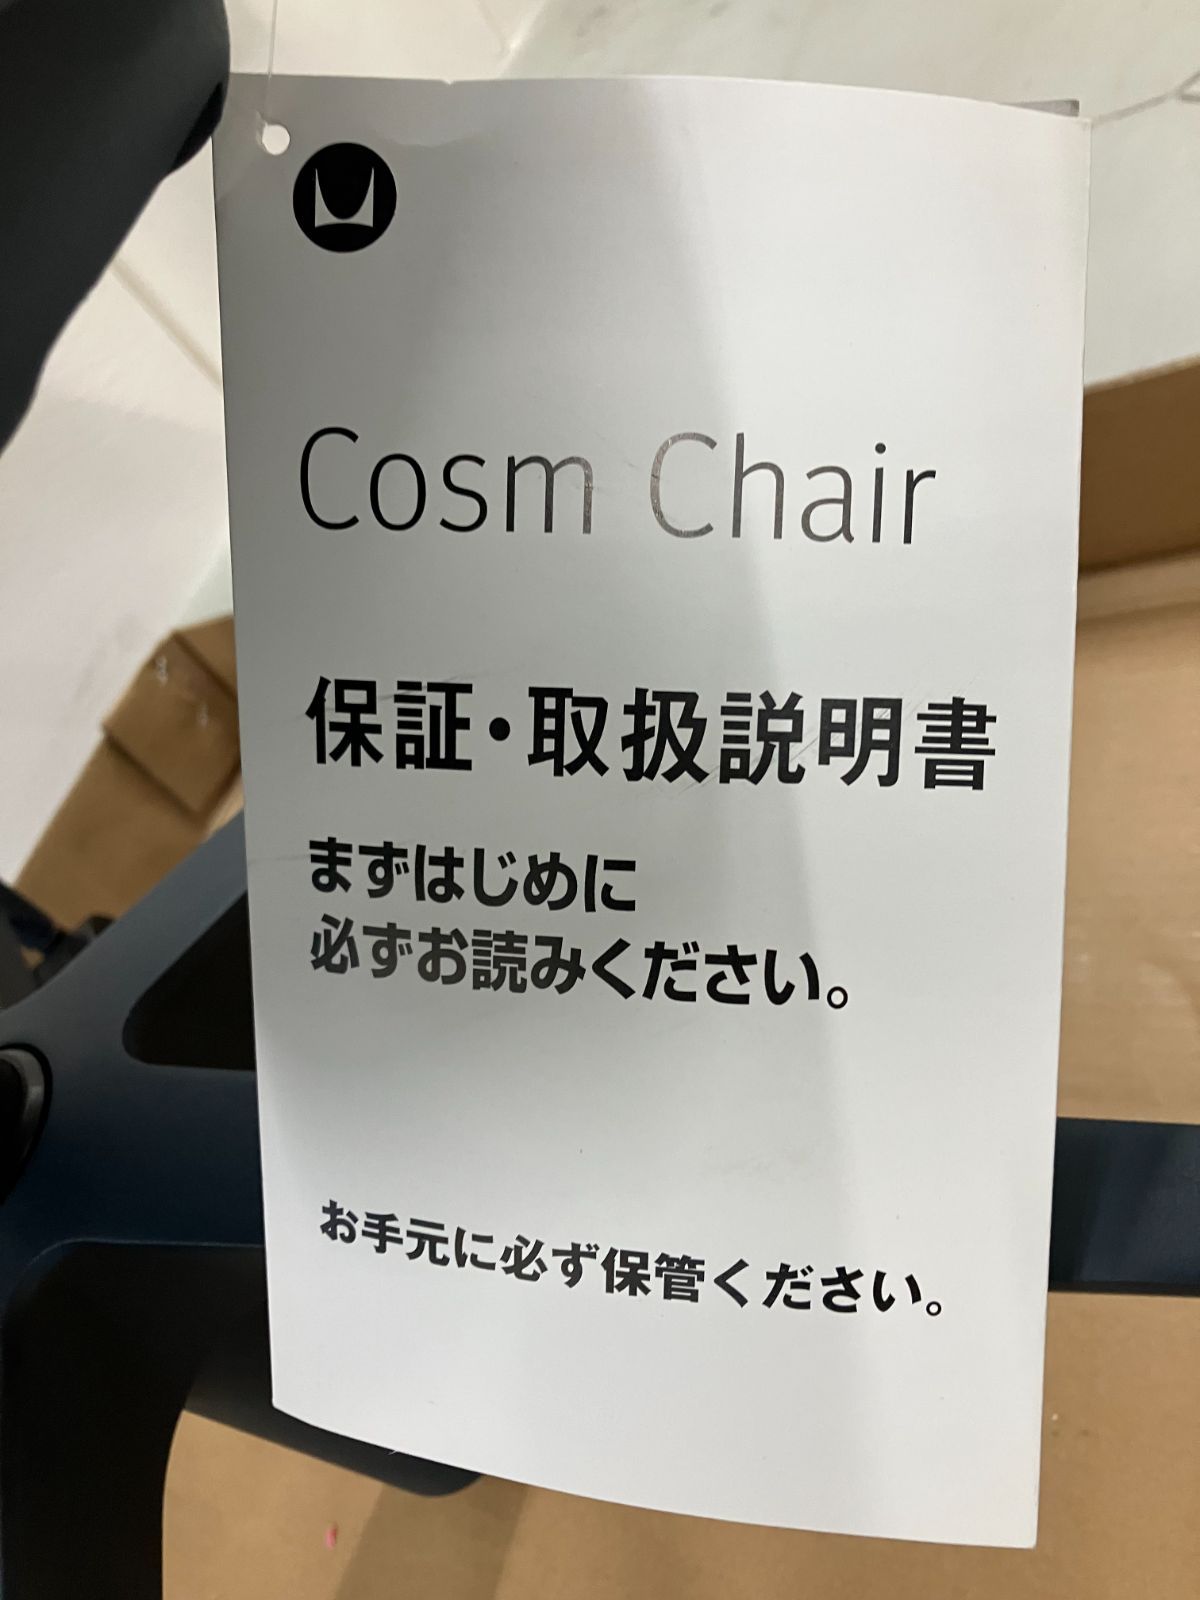 Cosm Chair
保証・取扱説明書
まずはじめに
必ずお読みください。
お手元に必ず保管ください。